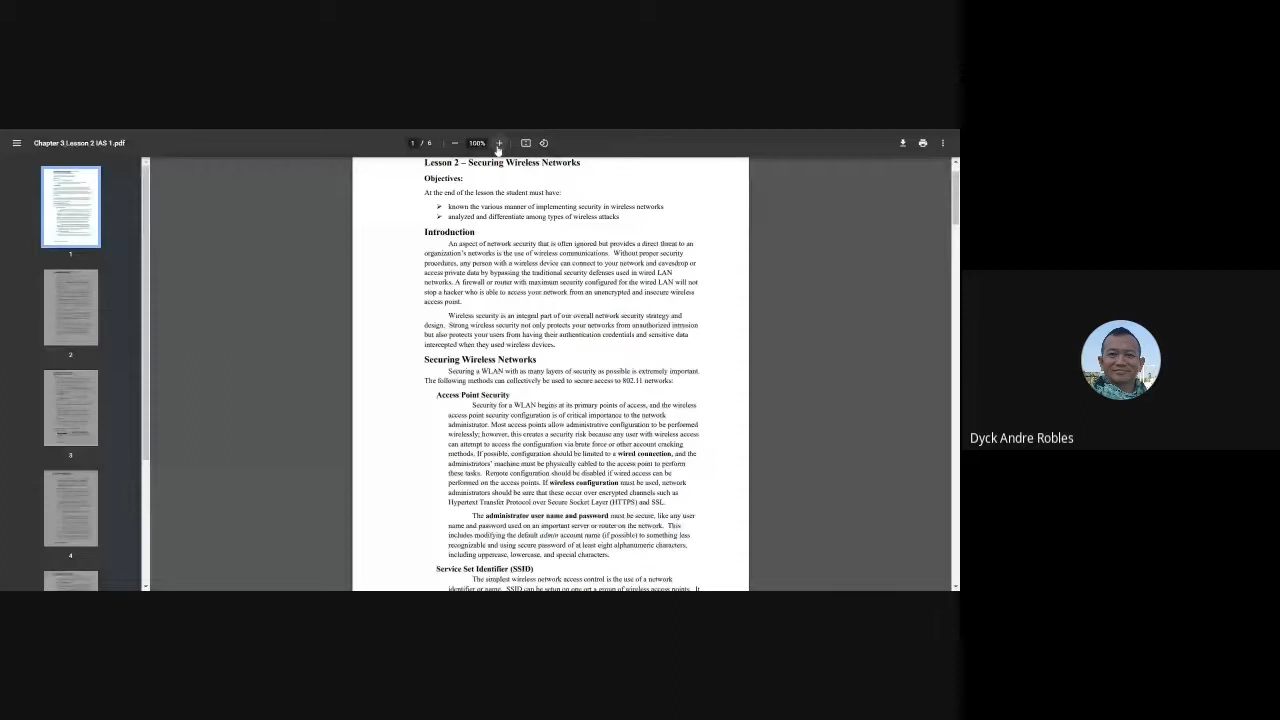 Chapter 3 Lesson 2 IAS 1.pdf
1 / 6
100%
Lesson 2 – Securing Wireless Networks
Objectives:
At the end of the lesson the student must have:
➢ known the various manner of implementing security in wireless networks
➢ analyzed and differentiate among types of wireless attacks
Introduction
An aspect of network security that is often ignored but provides a direct threat to an
organization's networks is the use of wireless communications. Without proper security
procedures, any person with a wireless device can connect to your network and eavesdrop or
access private data by bypassing the traditional security defenses used in wired LAN
networks. A firewall or router with maximum security configured for the wired LAN will not
stop a hacker who is able to access your network from an unencrypted and insecure wireless
access point.
Wireless security is an integral part of our overall network security strategy and
design. Strong wireless security not only protects your networks from unauthorized intrusion
but also protects your users from having their authentication credentials and sensitive data
intercepted when they used wireless devices.
Securing Wireless Networks
Securing a WLAN with as many layers of security as possible is extremely important.
The following methods can collectively be used to secure access to 802.11 networks:
Access Point Security
Security for a WLAN begins at its primary points of access, and the wireless
access point security configuration is of critical importance to the network
administrator. Most access points allow administrative configuration to be performed
wirelessly; however, this creates a security risk because any user with wireless access
can attempt to access the configuration via brute force or other account cracking
methods. If possible, configuration should be limited to a wired connection, and the
administrators' machine must be physically cabled to the access point to perform
these tasks. Remote configuration should be disabled if wired access can be
performed on the access points. If wireless configuration must be used, network
administrators should be sure that these occur over encrypted channels such as
Hypertext Transfer Protocol over Secure Socket Layer (HTTPS) and SSL.
The administrator user name and password must be secure, like any user
name and password used on an important server or router on the network. This
includes modifying the default admin account name (if possible) to something less
recognizable and using secure password of at least eight alphanumeric characters,
including uppercase, lowercase, and special characters.
Service Set Identifier (SSID)
The simplest wireless network access control is the use of a network
identifier or name. SSID can be setup on one ort a group of wireless access points. It
1
2
3
4
Dyck Andre Robles